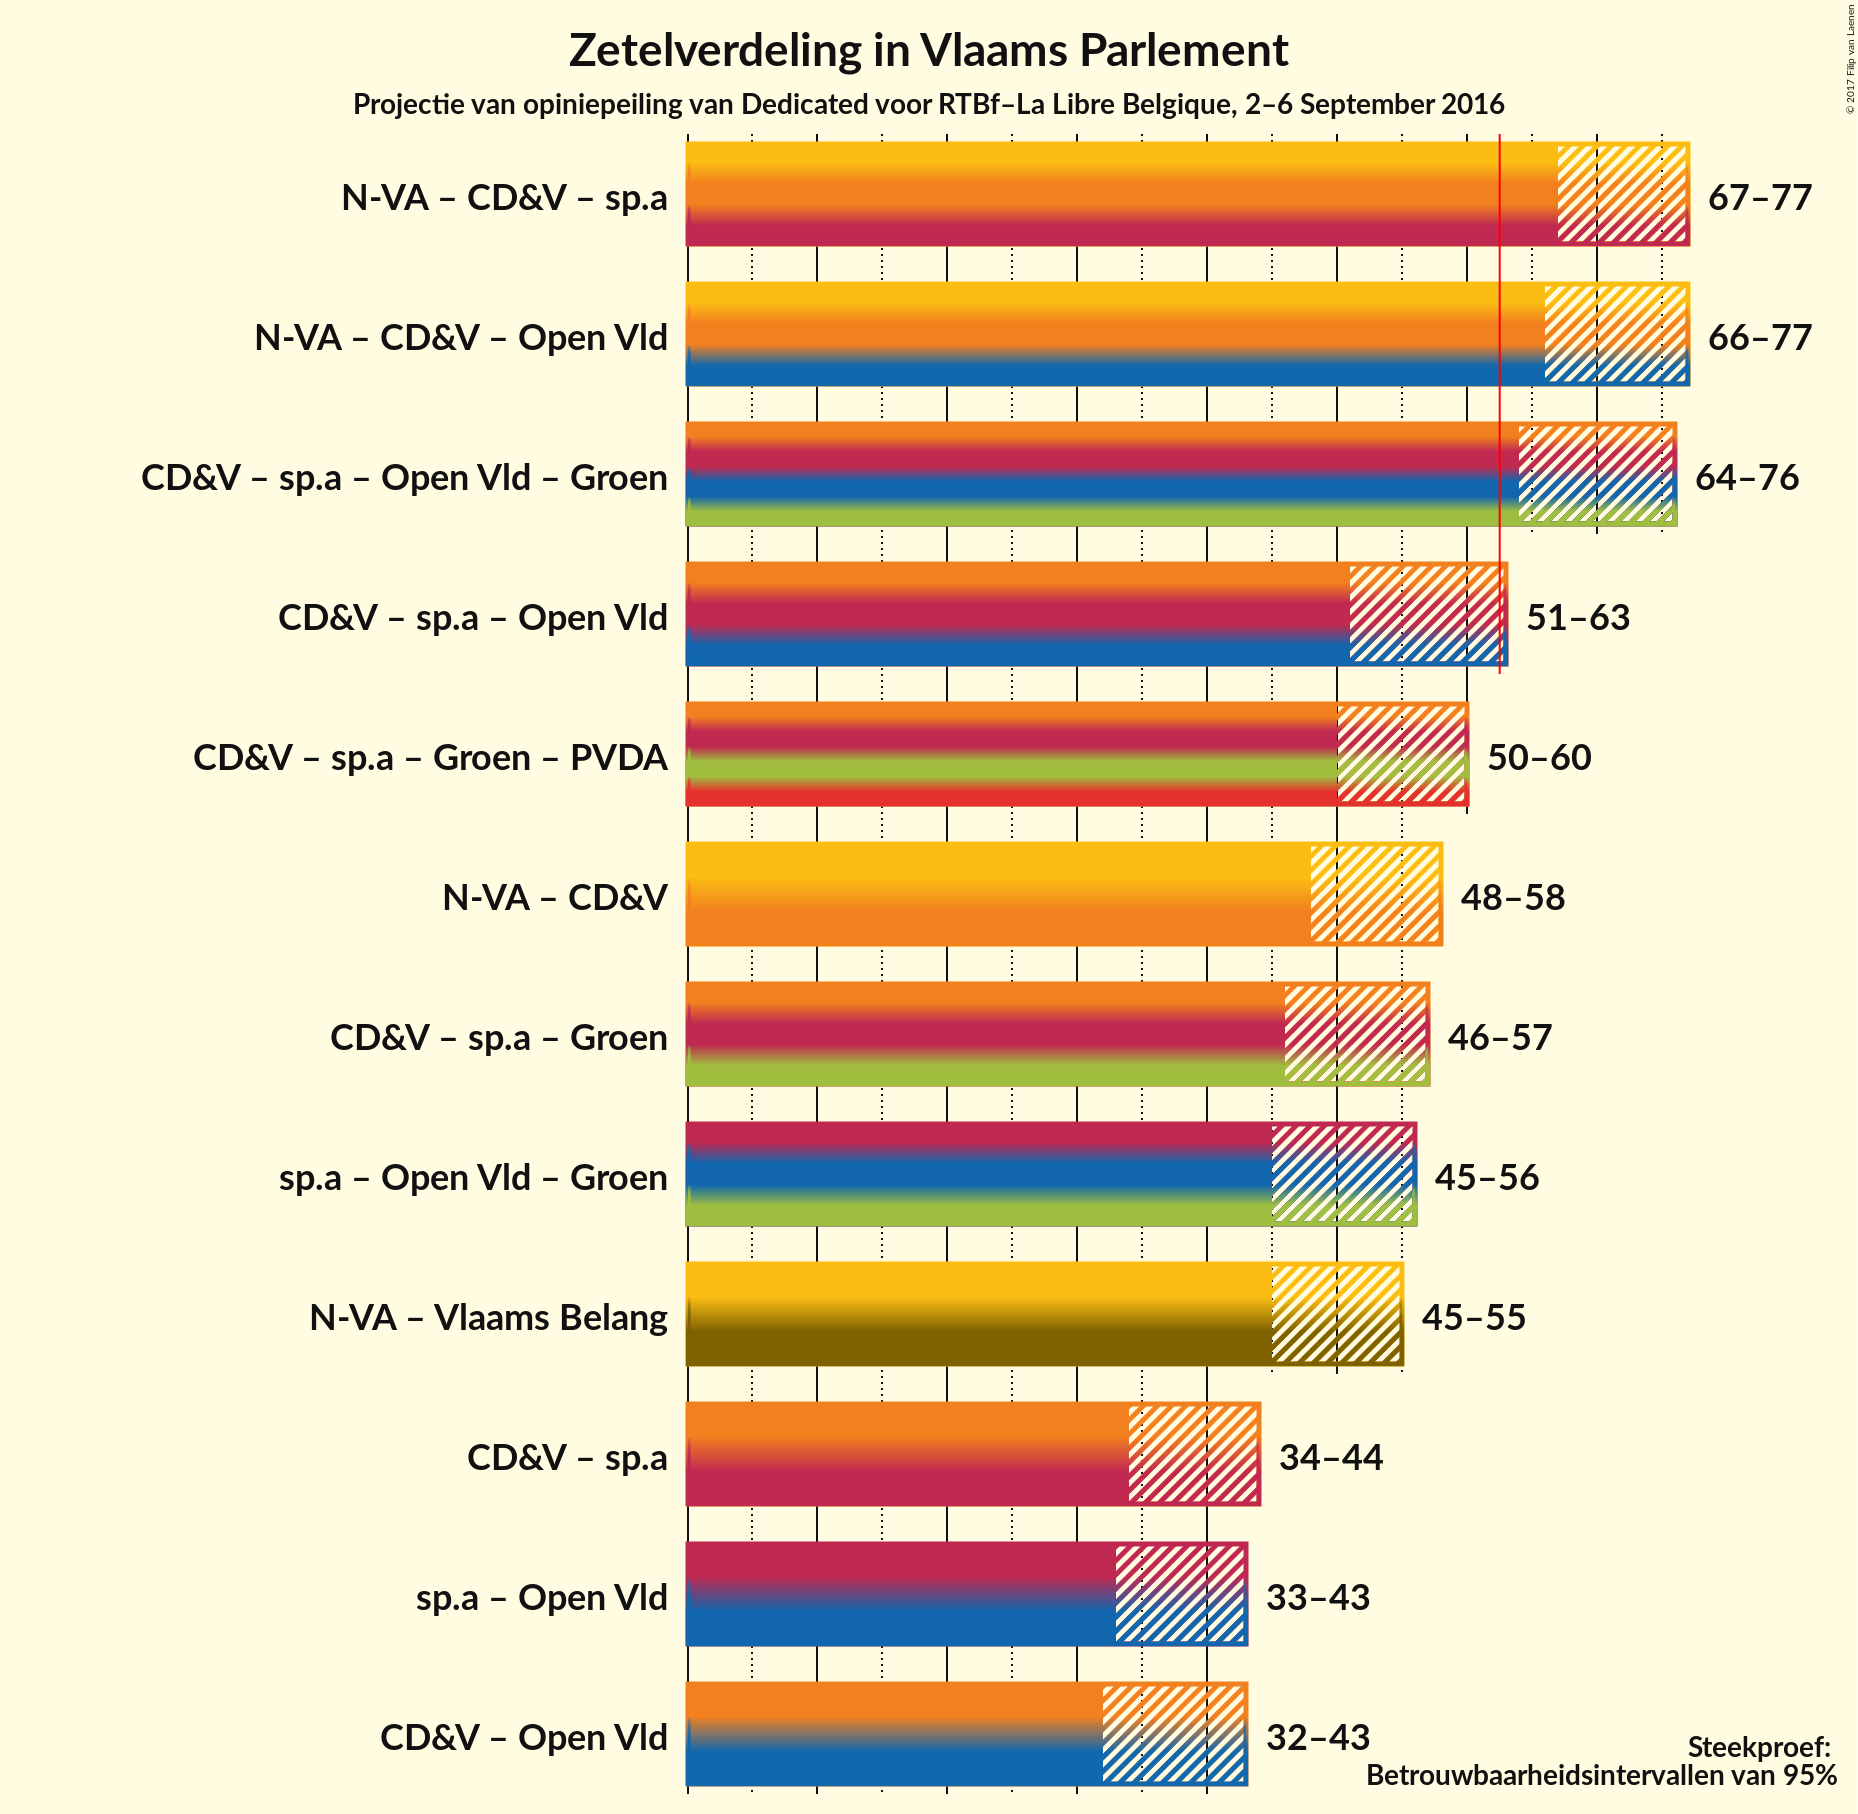 © 2017 Filip van Laenen
Zetelverdeling in Vlaams Parlement
Projectie van opiniepeiling van Dedicated voor RTBf–La Libre Belgique, 2–6 September 2016
N-VA – CD&V – sp.a 67–77
N-VA – CD&V – Open Vld 66–77
CD&V – sp.a – Open Vld – Groen 64–76
CD&V – sp.a – Open Vld 51–63
CD&V – sp.a – Groen – PVDA 50–60
N-VA – CD&V 48–58
CD&V – sp.a – Groen 46–57
sp.a – Open Vld – Groen 45–56
N-VA – Vlaams Belang 45–55
CD&V – sp.a 34–44
sp.a – Open Vld 33–43
CD&V – Open Vld 32–43
Steekproef:
Betrouwbaarheidsintervallen van 95%